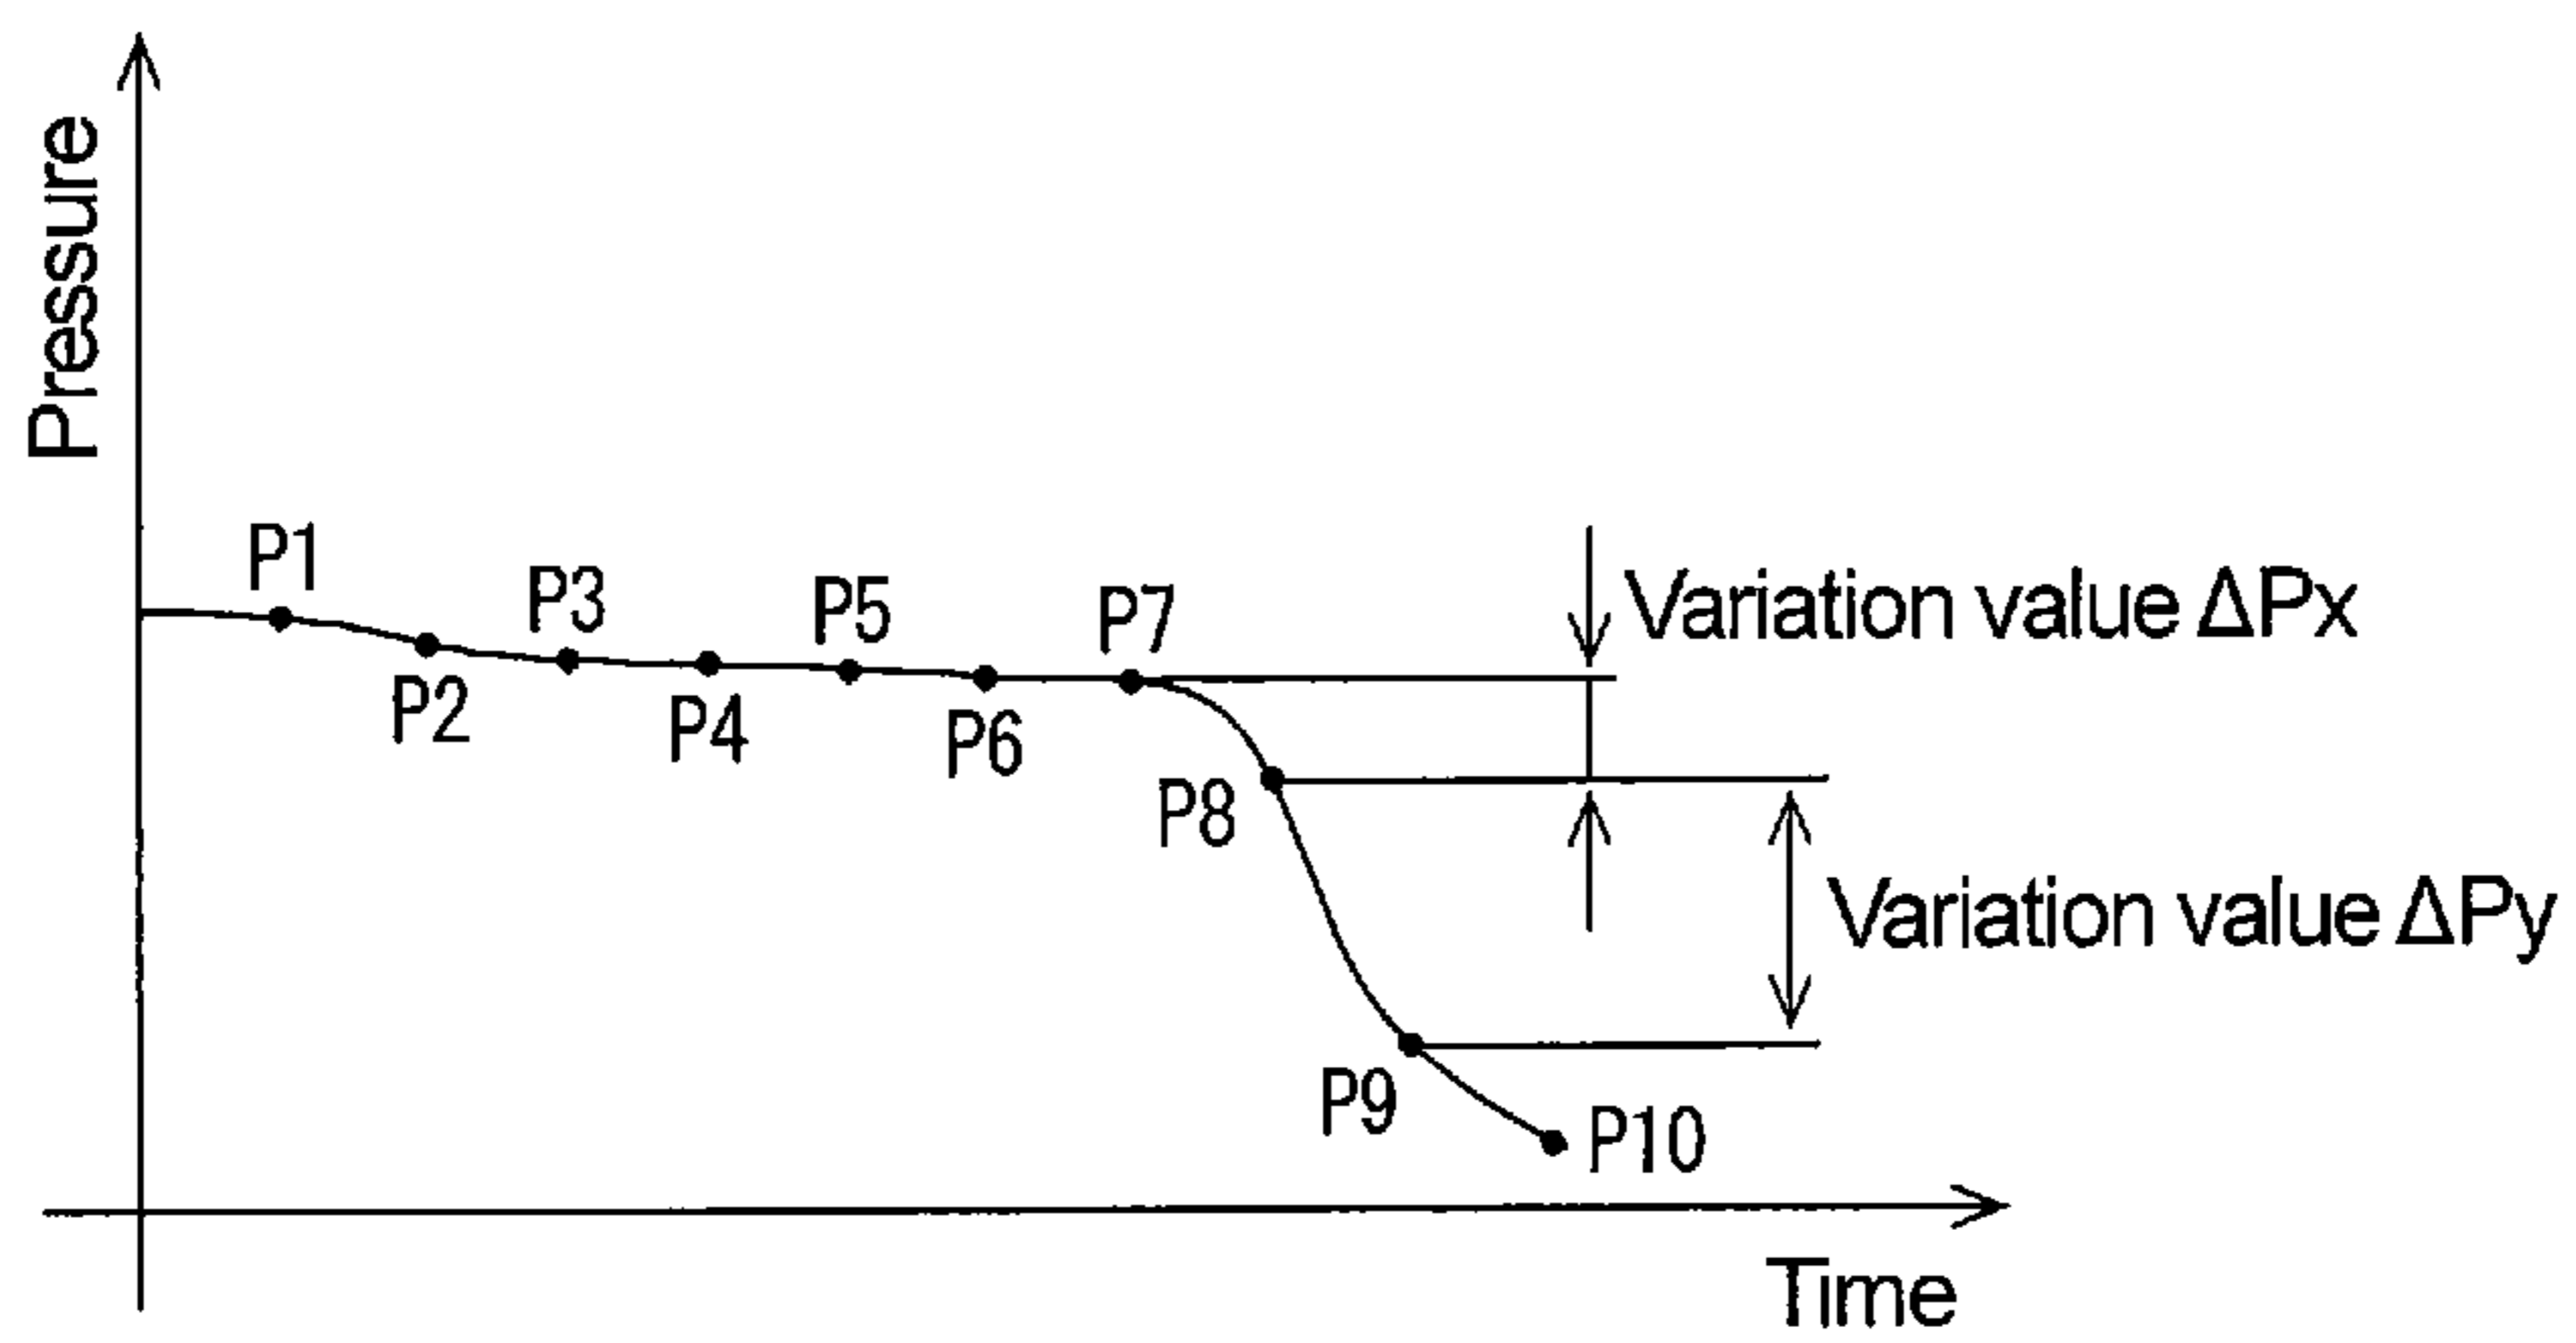 Pressure
P1
P2
P3
P4
P5
P6
P7
P8
P9
P10
Variation value ΔPx
Variation value ΔPy
Time